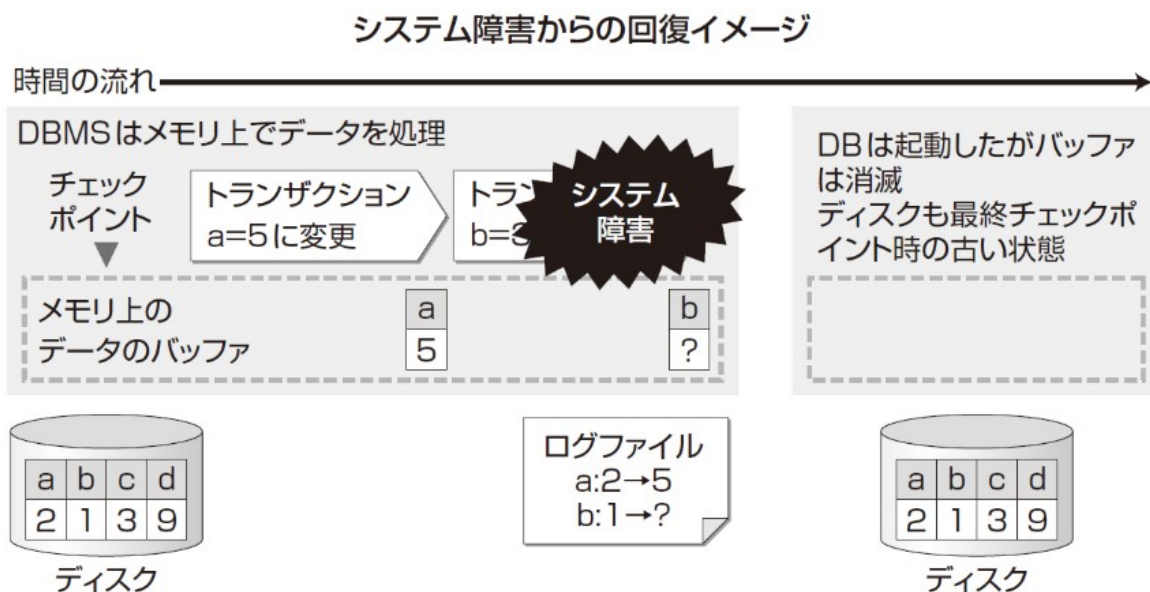 システム障害からの回復イメージ
時間の流れ
DBMSはメモリ上でデータを処理
チェック
ポイント
トランザクション
a=5に変更
トラン
b=3
システム
障害
メモリ上の
データのバッファ
a
5
b
?
DBは起動したがバッファ
は消滅
ディスクも最終チェックポ
イント時の古い状態
a b c d
2 1 3 9
ディスク
ログファイル
a:2→5
b:1→?
a b c d
2 1 3 9
ディスク